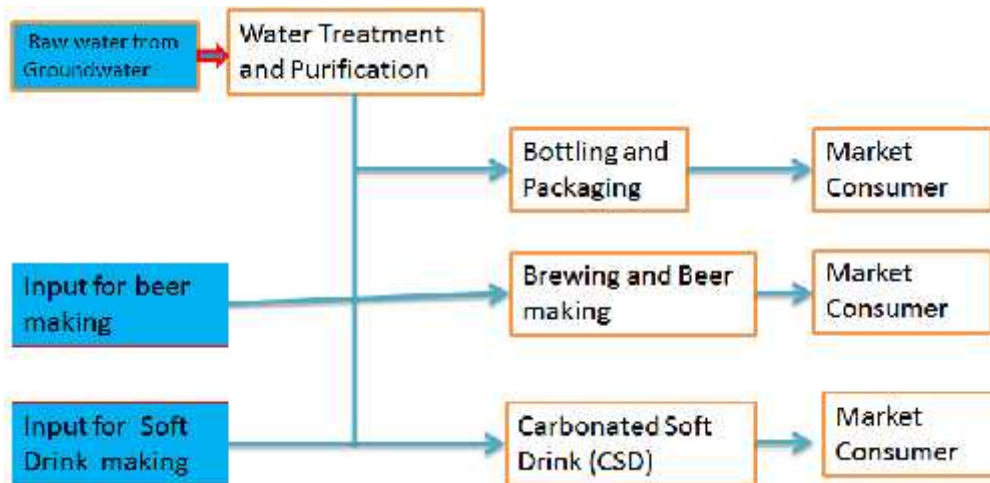 Raw water from
Groundwater
Water Treatment
and Purification
Bottling and
Packaging
Market
Consumer
Input for beer
making
Brewing and Beer
making
Market
Consumer
Input for Soft
Drink making
Carbonated Soft
Drink (CSD)
Market
Consumer